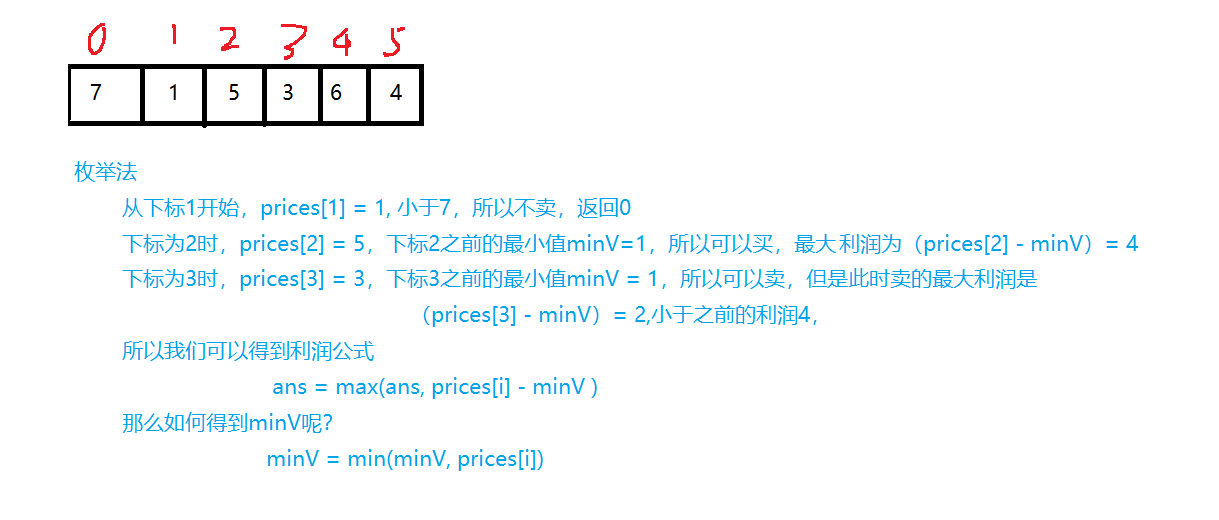 0 1 2 3 4 5
7 1 5 3 6 4
枚举法
从下标1开始，prices[1] = 1, 小于7，所以不卖，返回0
下标为2时，prices[2] = 5，下标2之前的最小值minV=1，所以可以买，最大利润为（prices[2] - minV）= 4
下标为3时，prices[3] = 3，下标3之前的最小值minV = 1，所以可以卖，但是此时卖的最大利润是
（prices[3] - minV）= 2,小于之前的利润4，
所以我们可以得到利润公式
ans = max(ans, prices[i] - minV )
那么如何得到minV呢？
minV = min(minV, prices[i])